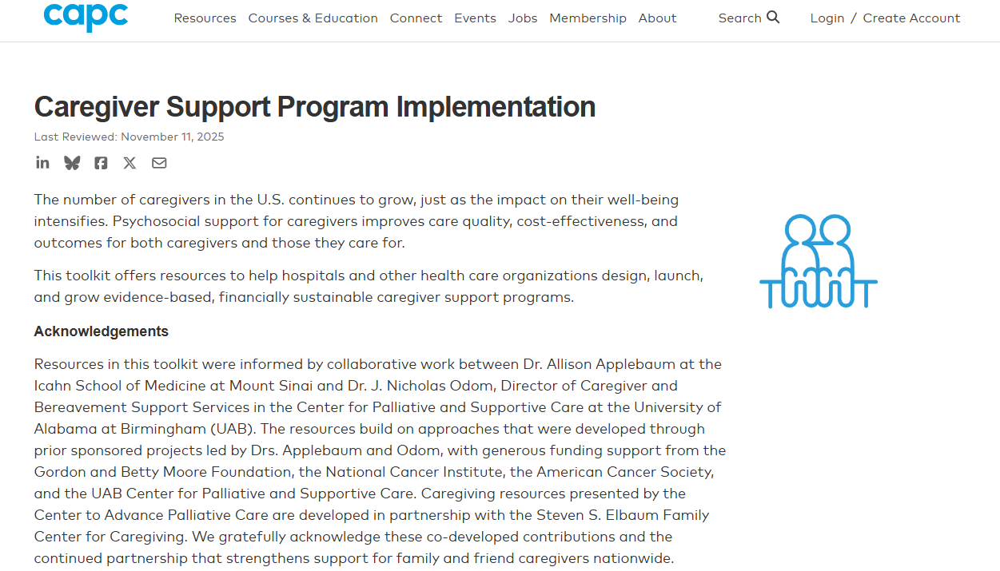 capc
Resources Courses & Education Connect Events Jobs Membership About Search Login / Create Account
Caregiver Support Program Implementation
Last Reviewed: November 11, 2025
The number of caregivers in the U.S. continues to grow, just as the impact on their well-being
intensifies. Psychosocial support for caregivers improves care quality, cost-effectiveness, and
outcomes for both caregivers and those they care for.
This toolkit offers resources to help hospitals and other health care organizations design, launch,
and grow evidence-based, financially sustainable caregiver support programs.
Acknowledgements
Resources in this toolkit were informed by collaborative work between Dr. Allison Applebaum at the
Icahn School of Medicine at Mount Sinai and Dr. J. Nicholas Odom, Director of Caregiver and
Bereavement Support Services in the Center for Palliative and Supportive Care at the University of
Alabama at Birmingham (UAB). The resources build on approaches that were developed through
prior sponsored projects led by Drs. Applebaum and Odom, with generous funding support from the
Gordon and Betty Moore Foundation, the National Cancer Institute, the American Cancer Society,
and the UAB Center for Palliative and Supportive Care. Caregiving resources presented by the
Center to Advance Palliative Care are developed in partnership with the Steven S. Elbaum Family
Center for Caregiving. We gratefully acknowledge these co-developed contributions and the
continued partnership that strengthens support for family and friend caregivers nationwide.